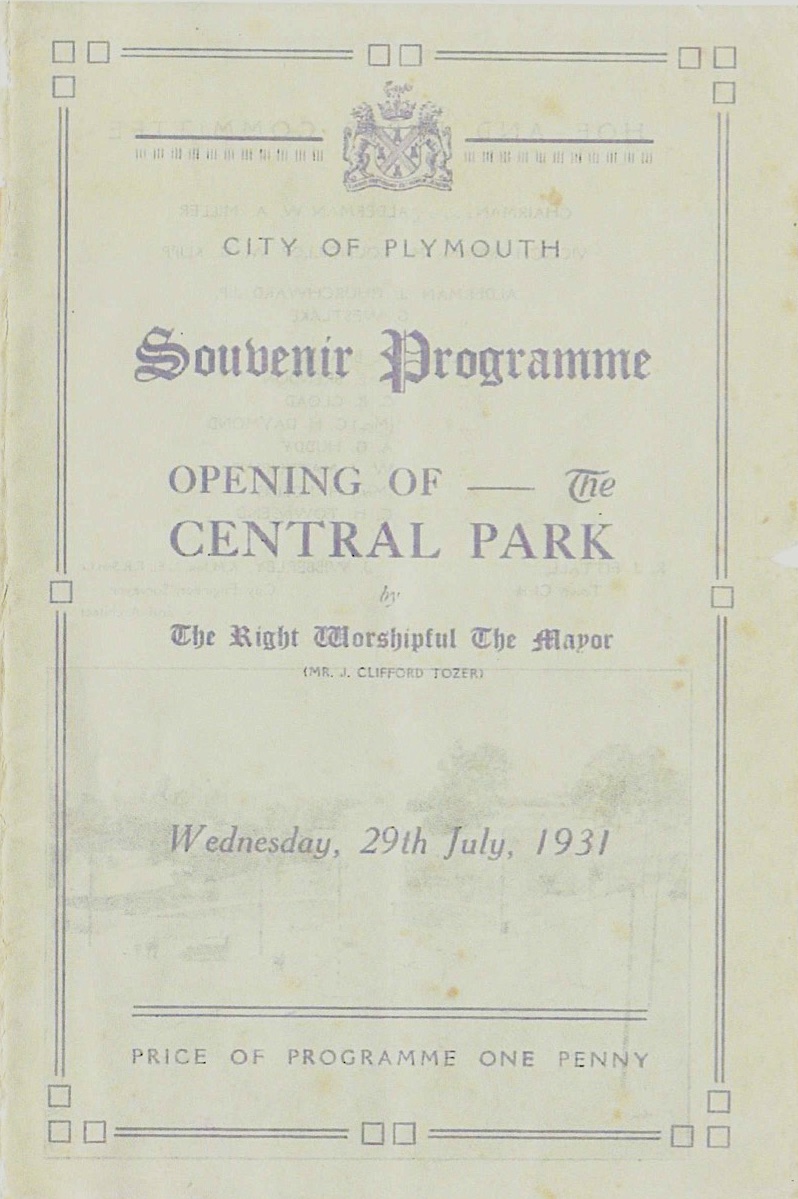 CITY OF PLYMOUTH
Souvenir Programme
OPENING OF — The
CENTRAL PARK
by
The Right Worshipful The Mayor
(MR. J. CLIFFORD TOZER)
Wednesday, 29th July, 1931
PRICE OF PROGRAMME ONE PENNY